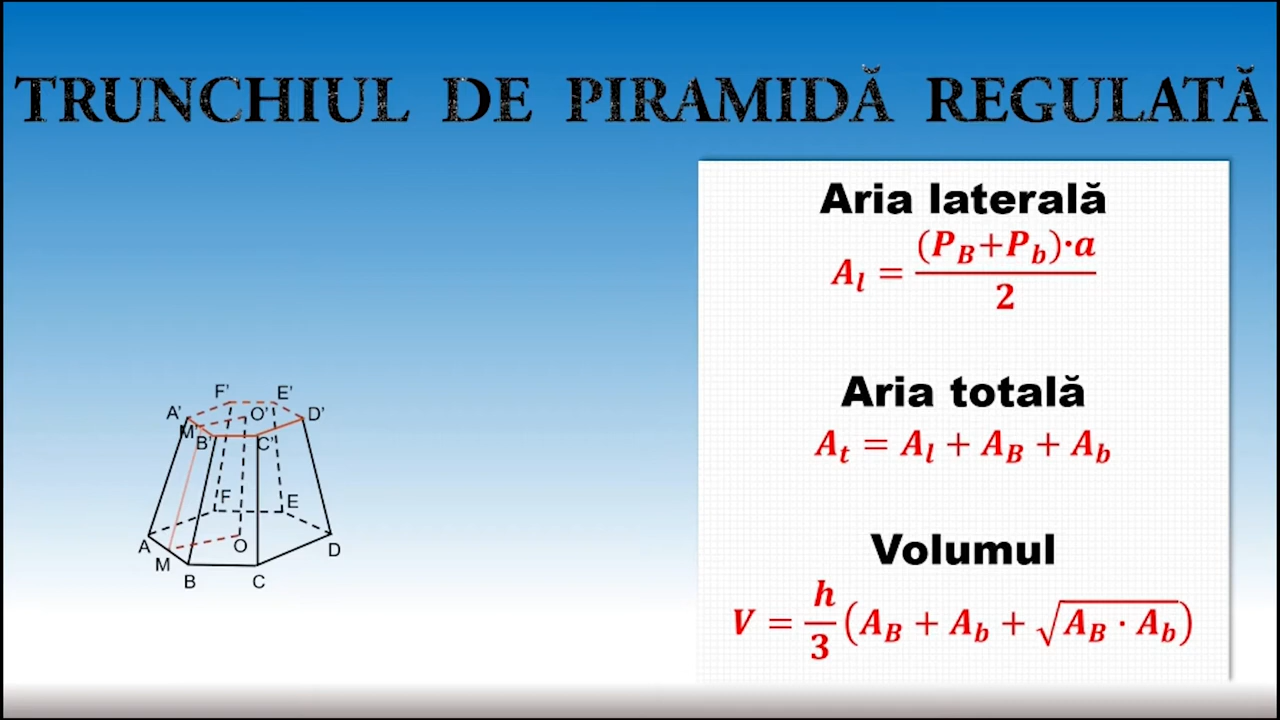 TRUNCHIUL DE PIRAMIDĂ REGULATĂ
Aria laterală
A_l = (P_B+P_b)·a / 2
Aria totală
A_t = A_l + A_B + A_b
Volumul
V = h/3 (A_B + A_b + √(A_B · A_b))
F' E'
A' O' D'
M' B' C'
F E
A O D
M
B C